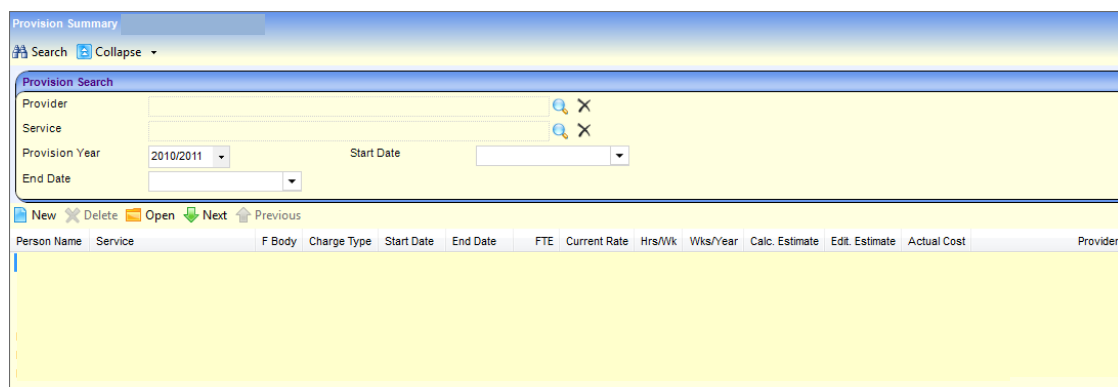 Provision Summary
Search Collapse
Provision Search
Provider
Service
Provision Year 2010/2011 Start Date
End Date
New Delete Open Next Previous
Person Name Service F Body Charge Type Start Date End Date FTE Current Rate Hrs/Wk Wks/Year Calc. Estimate Edit. Estimate Actual Cost Provider